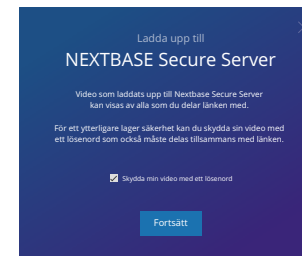 Ladda upp till
NEXTBASE Secure Server
Video som laddats upp till Nextbase Secure Server
kan visas av alla som du delar länken med.
För ett ytterligare lager säkerhet kan du skydda sin video med
ett lösenord som också måste delas tillsammans med länken.
Skydda min video med ett lösenord
Fortsätt